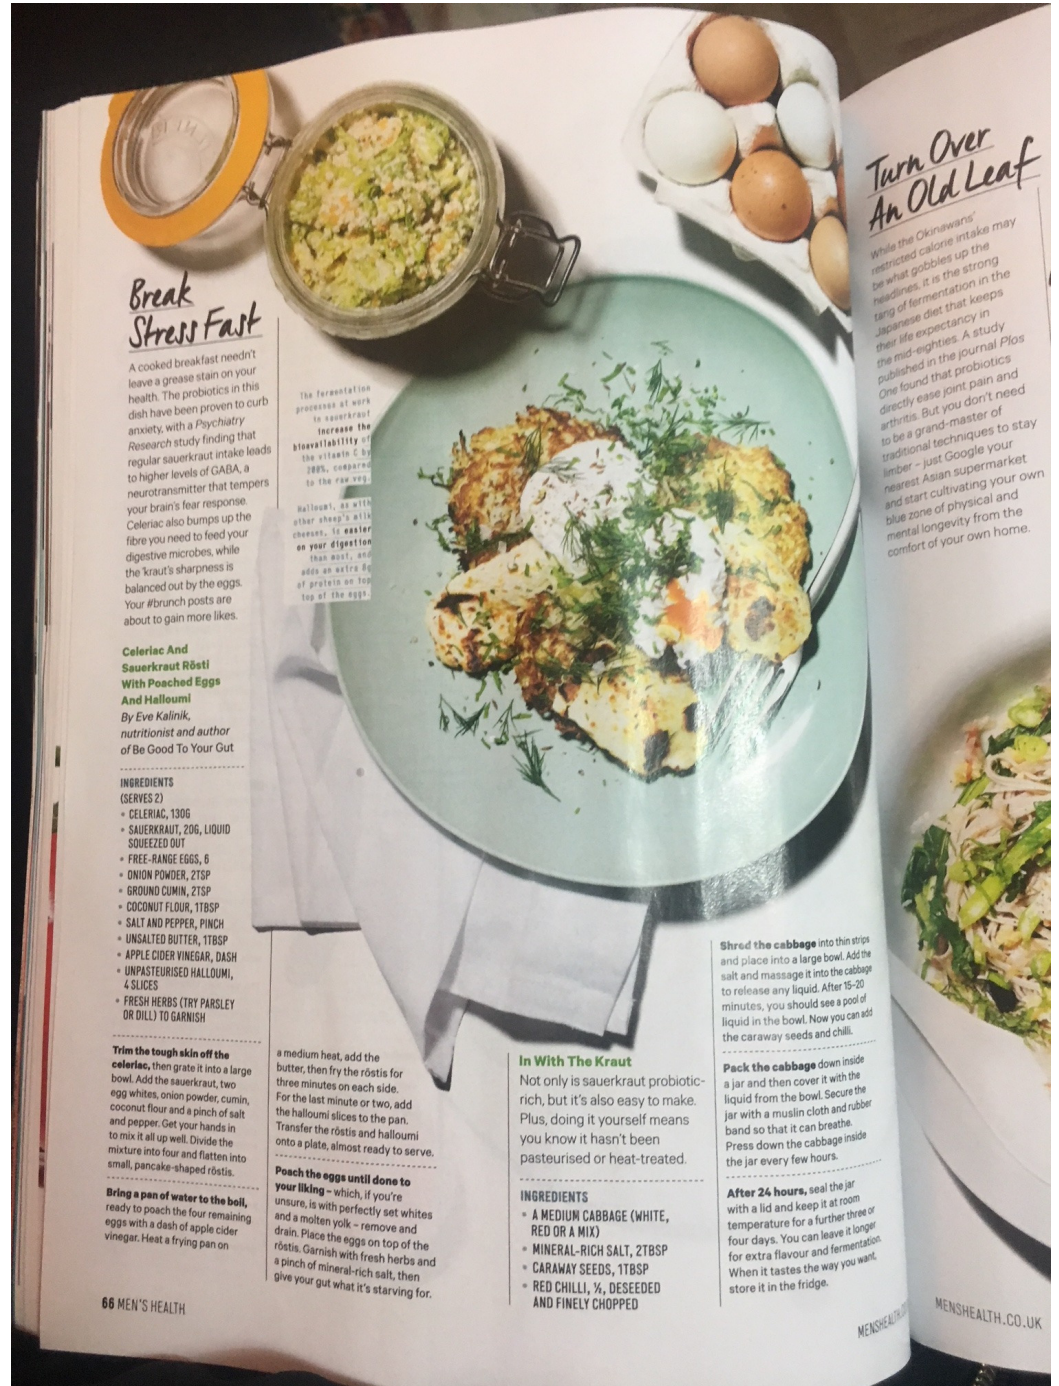 Break
Stress Fast
A cooked breakfast needn't
leave a grease stain on your
health. The probiotics in this
dish have been proven to curb
anxiety, with a Psychiatry
Research study finding that
regular sauerkraut intake leads
to higher levels of GABA, a
neurotransmitter that tempers
your brain's fear response.
Celeriac also bumps up the
fibre you need to feed your
digestive microbes, while
the 'kraut's sharpness is
balanced out by the eggs.
Your #brunch posts are
about to gain more likes.
The fermentation
processes at work
in sauerkraut
increase the
bioavailability of
the vitamin C by
200%, compared
to the raw veg.
Halloumi, as with
other sheep's milk
cheeses, is easier
on your digestion
than most, and
adds an extra 8g
of protein on top
top of the eggs.
Celeriac And
Sauerkraut Rösti
With Poached Eggs
And Halloumi
By Eve Kalinik,
nutritionist and author
of Be Good To Your Gut
INGREDIENTS
(SERVES 2)
• CELERIAC, 130G
• SAUERKRAUT, 20G, LIQUID
SQUEEZED OUT
• FREE-RANGE EGGS, 6
• ONION POWDER, 2TSP
• GROUND CUMIN, 2TSP
• COCONUT FLOUR, 1TBSP
• SALT AND PEPPER, PINCH
• UNSALTED BUTTER, 1TBSP
• APPLE CIDER VINEGAR, DASH
• UNPASTEURISED HALLOUMI,
4 SLICES
• FRESH HERBS (TRY PARSLEY
OR DILL) TO GARNISH
Trim the tough skin off the
celeriac, then grate it into a large
bowl. Add the sauerkraut, two
egg whites, onion powder, cumin,
coconut flour and a pinch of salt
and pepper. Get your hands in
to mix it all up well. Divide the
mixture into four and flatten into
small, pancake-shaped röstis.
Bring a pan of water to the boil,
ready to poach the four remaining
eggs with a dash of apple cider
vinegar. Heat a frying pan on
a medium heat, add the
butter, then fry the röstis for
three minutes on each side.
For the last minute or two, add
the halloumi slices to the pan.
Transfer the röstis and halloumi
onto a plate, almost ready to serve.
Poach the eggs until done to
your liking – which, if you're
unsure, is with perfectly set whites
and a molten yolk – remove and
drain. Place the eggs on top of the
röstis. Garnish with fresh herbs and
a pinch of mineral-rich salt, then
give your gut what it's starving for.
In With The Kraut
Not only is sauerkraut probiotic-
rich, but it's also easy to make.
Plus, doing it yourself means
you know it hasn't been
pasteurised or heat-treated.
INGREDIENTS
• A MEDIUM CABBAGE (WHITE,
RED OR A MIX)
• MINERAL-RICH SALT, 2TBSP
• CARAWAY SEEDS, 1TBSP
• RED CHILLI, ½, DESEEDED
AND FINELY CHOPPED
Shred the cabbage into thin strips
and place into a large bowl. Add the
salt and massage it into the cabbage
to release any liquid. After 15-20
minutes, you should see a pool of
liquid in the bowl. Now you can add
the caraway seeds and chilli.
Pack the cabbage down inside
a jar and then cover it with the
liquid from the bowl. Secure the
jar with a muslin cloth and rubber
band so that it can breathe.
Press down the cabbage inside
the jar every few hours.
After 24 hours, seal the jar
with a lid and keep it at room
temperature for a further three or
four days. You can leave it longer
for extra flavour and fermentation.
When it tastes the way you want,
store it in the fridge.
66 MEN'S HEALTH
MENSHEALTH.CO
Turn Over
An Old Leaf
While the Okinawans'
restricted calorie intake may
be what gobbles up the
headlines, it is the strong
tang of fermentation in the
Japanese diet that keeps
their life expectancy in
the mid-eighties. A study
published in the journal Plos
One found that probiotics
directly ease joint pain and
arthritis. But you don't need
to be a grand-master of
traditional techniques to stay
limber – just Google your
nearest Asian supermarket
and start cultivating your own
blue zone of physical and
mental longevity from the
comfort of your own home.
MENSHEALTH.CO.UK